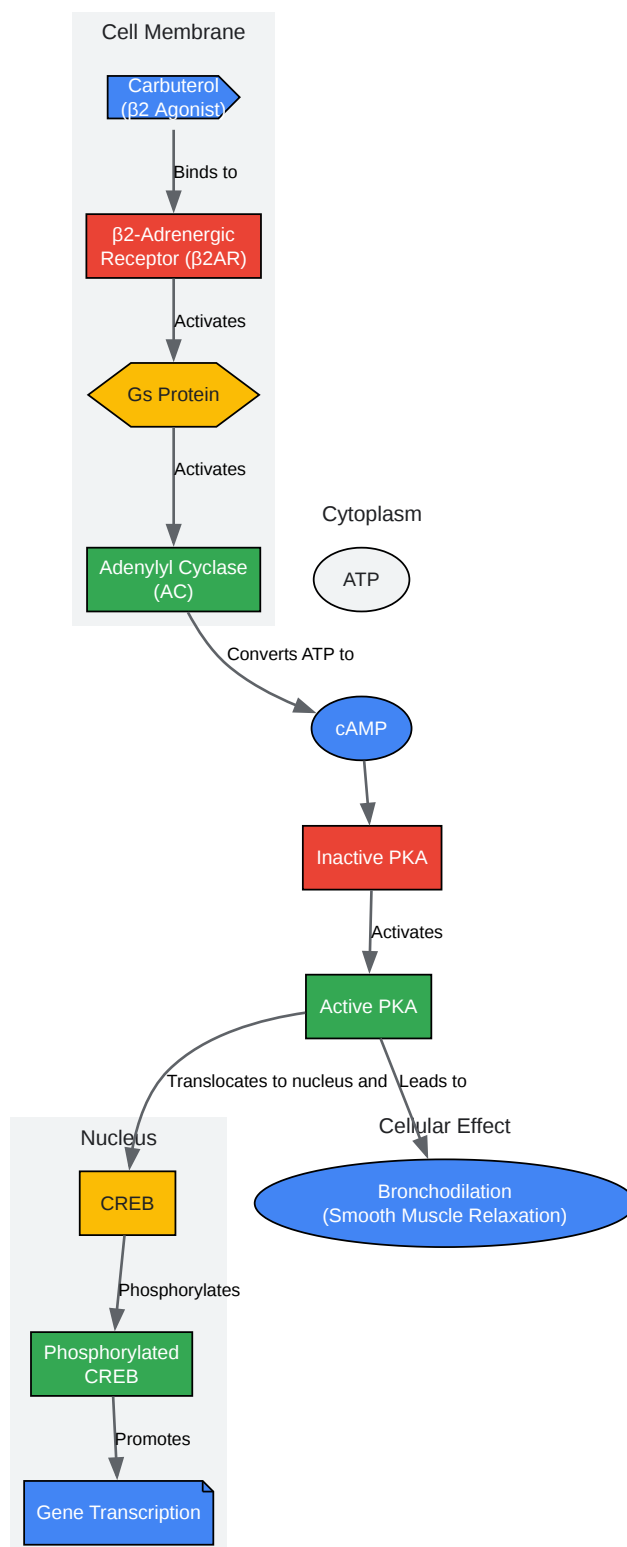 Cell Membrane
Carbuterol
(β2 Agonist)
Binds to
β2-Adrenergic
Receptor (β2AR)
Activates
Gs Protein
Activates
Cytoplasm
Adenylyl Cyclase
(AC)
ATP
Converts ATP to
cAMP
Inactive PKA
Activates
Active PKA
Translocates to nucleus and
Leads to
Nucleus
Cellular Effect
CREB
Bronchodilation
(Smooth Muscle Relaxation)
Phosphorylates
Phosphorylated
CREB
Promotes
Gene Transcription